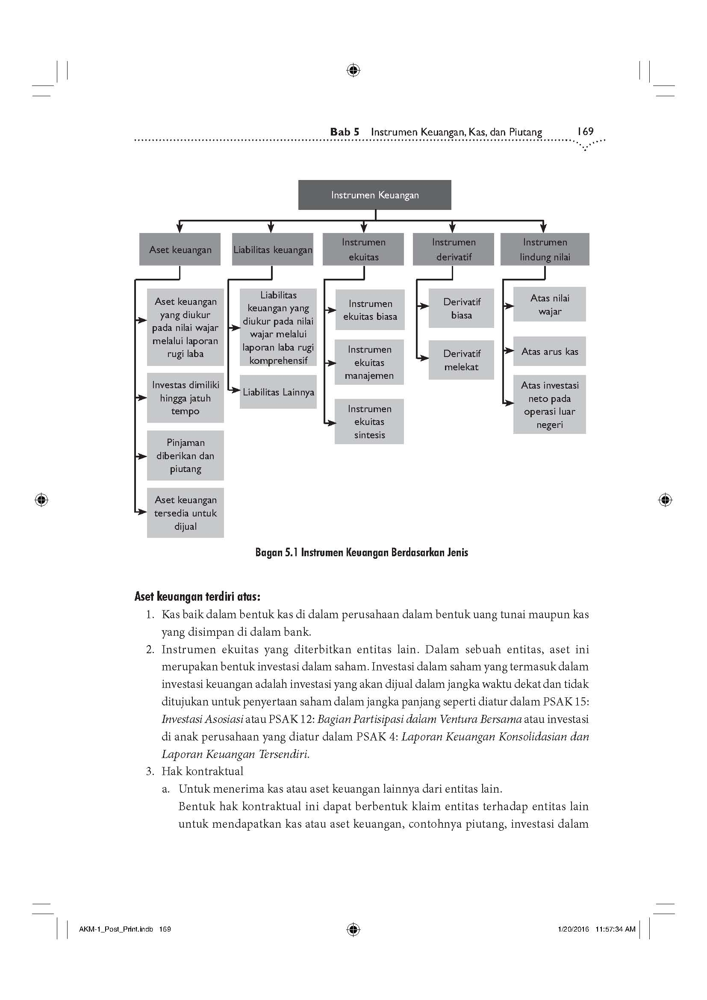 Bab 5 Instrumen Keuangan, Kas, dan Piutang 169
Instrumen Keuangan
Aset keuangan
Aset keuangan
yang diukur
pada nilai wajar
melalui laporan
rugi laba
Investas dimiliki
hingga jatuh
tempo
Pinjaman
diberikan dan
piutang
Aset keuangan
tersedia untuk
dijual
Liabilitas keuangan
Liabilitas
keuangan yang
diukur pada nilai
wajar melalui
laporan laba rugi
komprehensif
Liabilitas Lainnya
Instrumen
ekuitas
Instrumen
ekuitas biasa
Instrumen
ekuitas
manajemen
Instrumen
ekuitas
sintesis
Instrumen
derivatif
Derivatif
biasa
Derivatif
melekat
Instrumen
lindung nilai
Atas nilai
wajar
Atas arus kas
Atas investasi
neto pada
operasi luar
negeri
Bagan 5.1 Instrumen Keuangan Berdasarkan Jenis
Aset keuangan terdiri atas:
1. Kas baik dalam bentuk kas di dalam perusahaan dalam bentuk uang tunai maupun kas
yang disimpan di dalam bank.
2. Instrumen ekuitas yang diterbitkan entitas lain. Dalam sebuah entitas, aset ini
merupakan bentuk investasi dalam saham. Investasi dalam saham yang termasuk dalam
investasi keuangan adalah investasi yang akan dijual dalam jangka waktu dekat dan tidak
ditujukan untuk penyertaan saham dalam jangka panjang seperti diatur dalam PSAK 15:
Investasi Asosiasi atau PSAK 12: Bagian Partisipasi dalam Ventura Bersama atau investasi
di anak perusahaan yang diatur dalam PSAK 4: Laporan Keuangan Konsolidasian dan
Laporan Keuangan Tersendiri.
3. Hak kontraktual
a. Untuk menerima kas atau aset keuangan lainnya dari entitas lain.
Bentuk hak kontraktual ini dapat berbentuk klaim entitas terhadap entitas lain
untuk mendapatkan kas atau aset keuangan, contohnya piutang, investasi dalam
AKM-1_Post_Print.indb 169
1/20/2016 11:57:34 AM